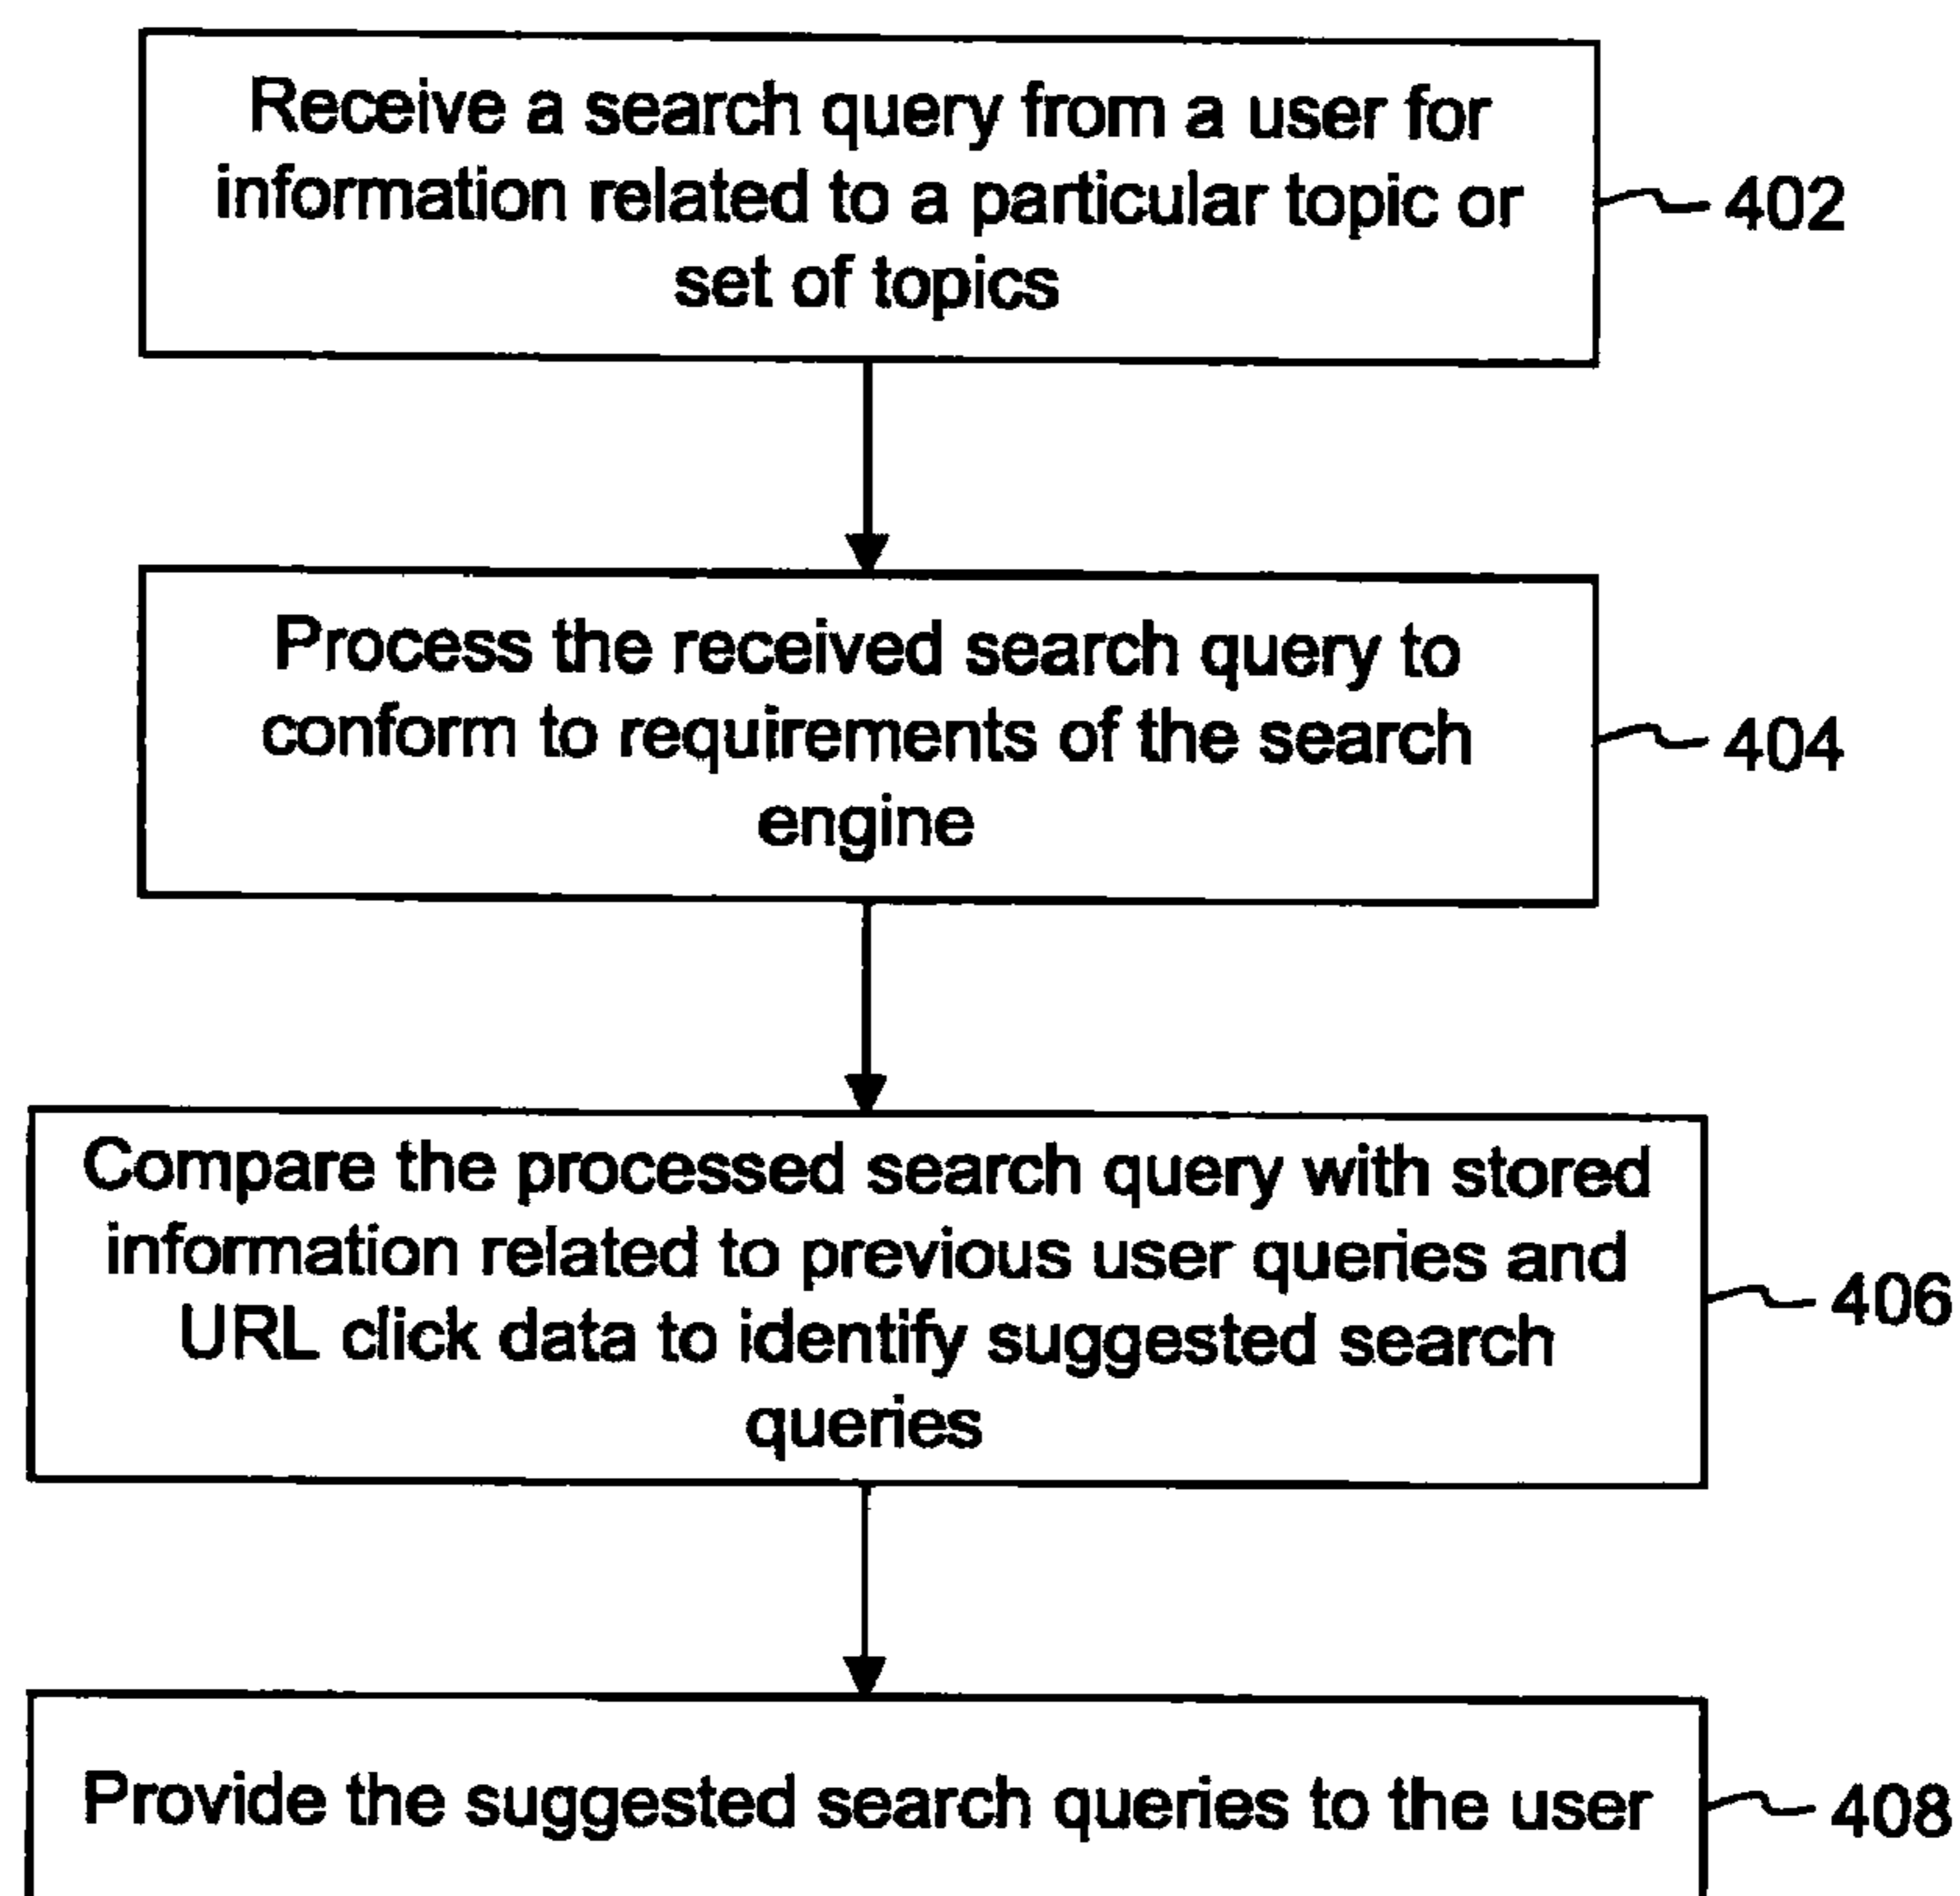 Receive a search query from a user for
information related to a particular topic or
set of topics
402
Process the received search query to
conform to requirements of the search
engine
404
Compare the processed search query with stored
information related to previous user queries and
URL click data to identify suggested search
queries
406
Provide the suggested search queries to the user
408